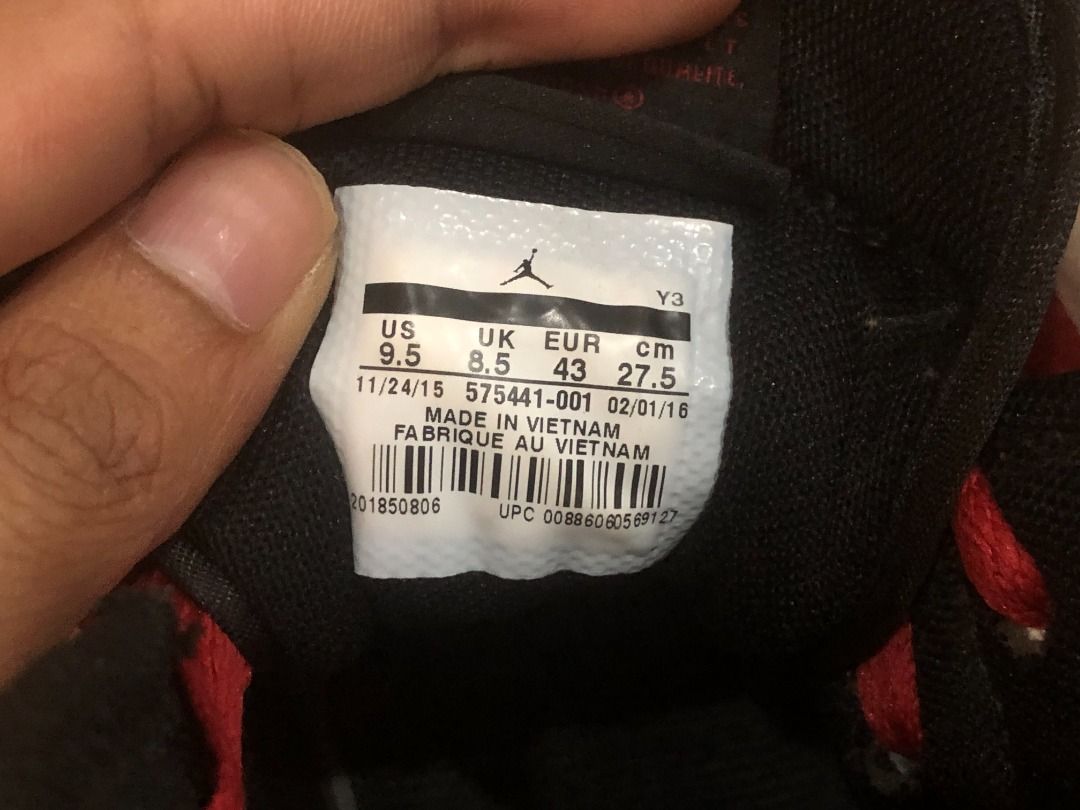 Y3
US UK EUR cm
9.5 8.5 43 27.5
11/24/15 575441-001 02/01/16
MADE IN VIETNAM
FABRIQUE AU VIETNAM
201850806 UPC 00886060569127